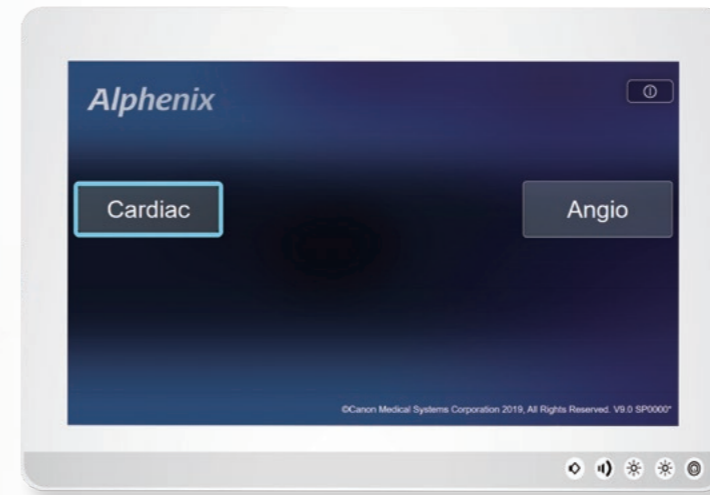 Alphenix
Cardiac
Angio
©Canon Medical Systems Corporation 2019, All Rights Reserved. V9.0 SP0000*